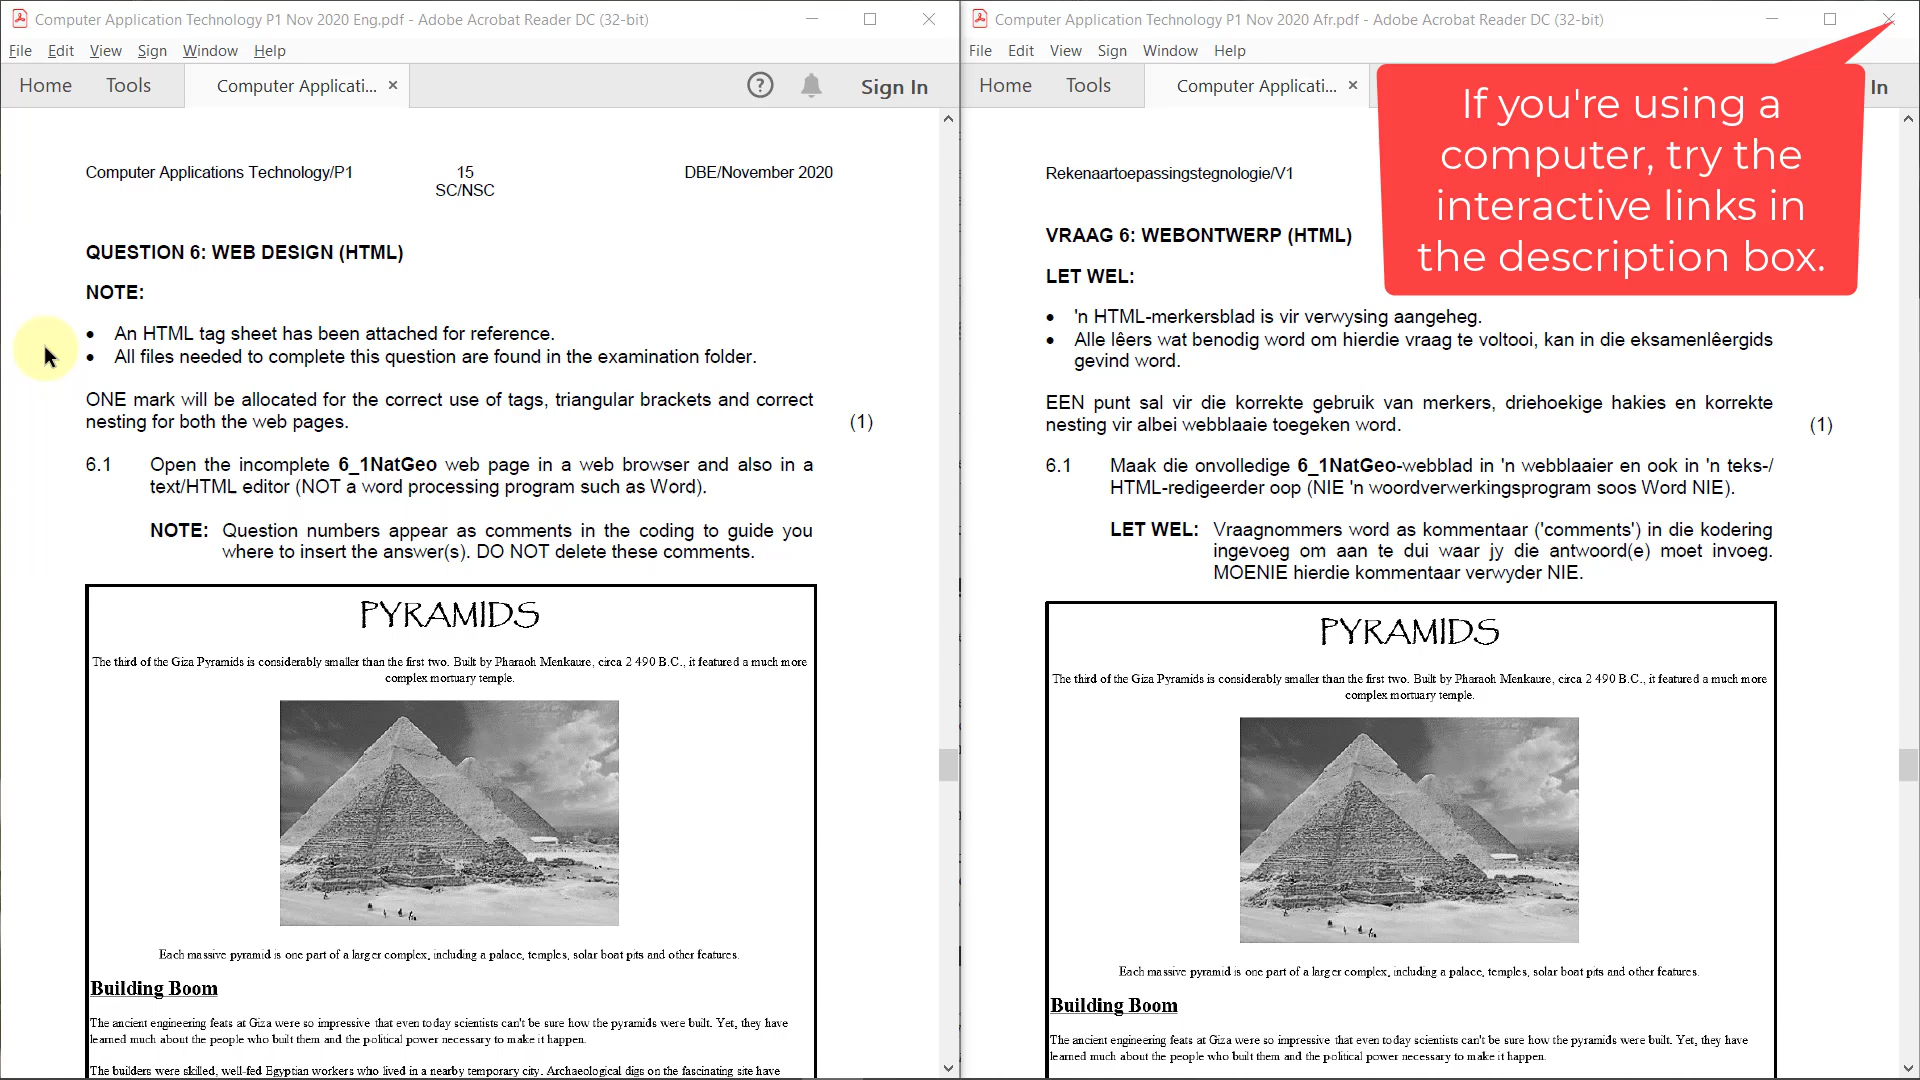 Computer Application Technology P1 Nov 2020 Eng.pdf - Adobe Acrobat Reader DC (32-bit)
File Edit View Sign Window Help
Home Tools Computer Applicati... × ? Sign In
Computer Applications Technology/P1 15 DBE/November 2020
SC/NSC
QUESTION 6: WEB DESIGN (HTML)
NOTE:
• An HTML tag sheet has been attached for reference.
• All files needed to complete this question are found in the examination folder.
ONE mark will be allocated for the correct use of tags, triangular brackets and correct
nesting for both the web pages. (1)
6.1 Open the incomplete 6_1NatGeo web page in a web browser and also in a
text/HTML editor (NOT a word processing program such as Word).
NOTE: Question numbers appear as comments in the coding to guide you
where to insert the answer(s). DO NOT delete these comments.
PYRAMIDS
The third of the Giza Pyramids is considerably smaller than the first two. Built by Pharaoh Menkaure, circa 2 490 B.C., it featured a much more
complex mortuary temple.
Each massive pyramid is one part of a larger complex, including a palace, temples, solar boat pits and other features.
Building Boom
The ancient engineering feats at Giza were so impressive that even today scientists can't be sure how the pyramids were built. Yet, they have
learned much about the people who built them and the political power necessary to make it happen.
The builders were skilled, well-fed Egyptian workers who lived in a nearby temporary city. Archaeological digs on the fascinating site have
Computer Application Technology P1 Nov 2020 Afr.pdf - Adobe Acrobat Reader DC (32-bit)
File Edit View Sign Window Help
Home Tools Computer Applicati... × In
If you're using a
computer, try the
interactive links in
the description box.
Rekenaartoepassingstegnologie/V1
VRAAG 6: WEBONTWERP (HTML)
LET WEL:
• 'n HTML-merkersblad is vir verwysing aangeheg.
• Alle lêers wat benodig word om hierdie vraag te voltooi, kan in die eksamenlêergids
gevind word.
EEN punt sal vir die korrekte gebruik van merkers, driehoekige hakies en korrekte
nesting vir albei webblaaie toegeken word. (1)
6.1 Maak die onvolledige 6_1NatGeo-webblad in 'n webblaaier en ook in 'n teks-/
HTML-redigeerder oop (NIE 'n woordverwerkingsprogram soos Word NIE).
LET WEL: Vraagnommers word as kommentaar ('comments') in die kodering
ingevoeg om aan te dui waar jy die antwoord(e) moet invoeg.
MOENIE hierdie kommentaar verwyder NIE.
PYRAMIDS
The third of the Giza Pyramids is considerably smaller than the first two. Built by Pharaoh Menkaure, circa 2 490 B.C., it featured a much more
complex mortuary temple.
Each massive pyramid is one part of a larger complex, including a palace, temples, solar boat pits and other features.
Building Boom
The ancient engineering feats at Giza were so impressive that even today scientists can't be sure how the pyramids were built. Yet, they have
learned much about the people who built them and the political power necessary to make it happen.